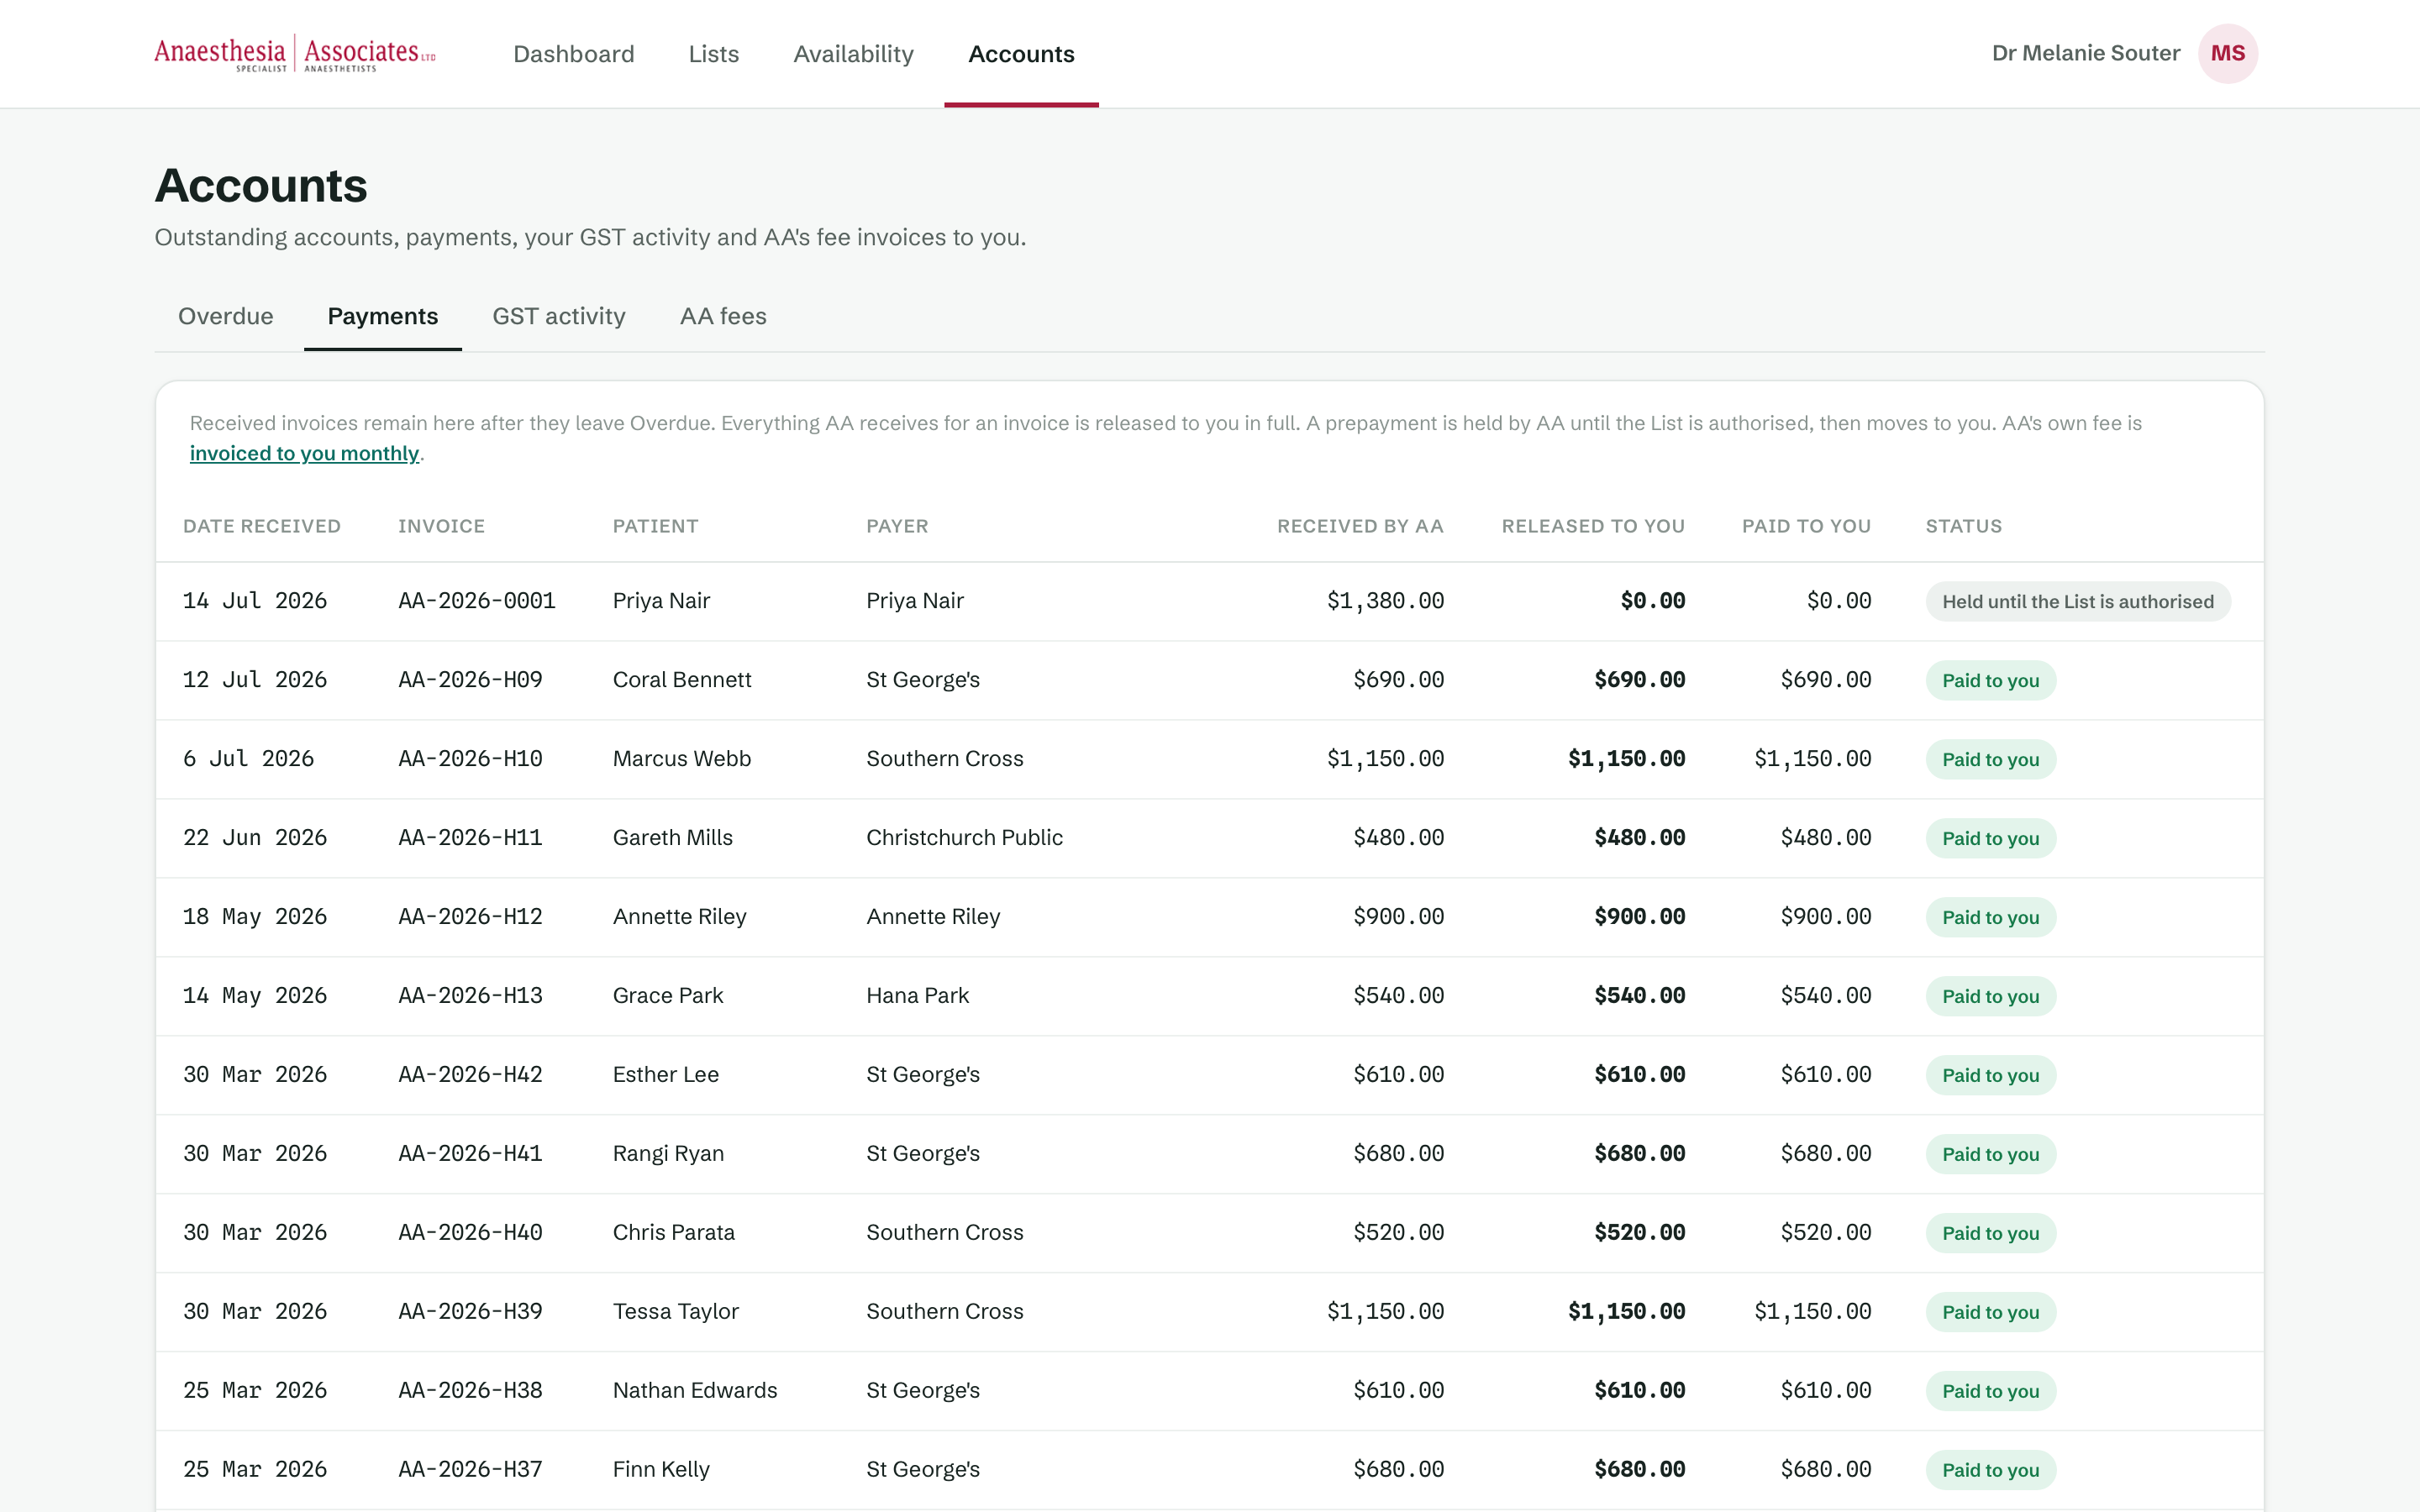 Anaesthesia | Associates LTD
SPECIALIST ANAESTHETISTS
Dashboard Lists Availability Accounts
Dr Melanie Souter MS
Accounts
Outstanding accounts, payments, your GST activity and AA's fee invoices to you.
Overdue Payments GST activity AA fees
Received invoices remain here after they leave Overdue. Everything AA receives for an invoice is released to you in full. A prepayment is held by AA until the List is authorised, then moves to you. AA's own fee is
invoiced to you monthly.
DATE RECEIVED INVOICE PATIENT PAYER RECEIVED BY AA RELEASED TO YOU PAID TO YOU STATUS
14 Jul 2026 AA-2026-0001 Priya Nair Priya Nair $1,380.00 $0.00 $0.00 Held until the List is authorised
12 Jul 2026 AA-2026-H09 Coral Bennett St George's $690.00 $690.00 $690.00 Paid to you
6 Jul 2026 AA-2026-H10 Marcus Webb Southern Cross $1,150.00 $1,150.00 $1,150.00 Paid to you
22 Jun 2026 AA-2026-H11 Gareth Mills Christchurch Public $480.00 $480.00 $480.00 Paid to you
18 May 2026 AA-2026-H12 Annette Riley Annette Riley $900.00 $900.00 $900.00 Paid to you
14 May 2026 AA-2026-H13 Grace Park Hana Park $540.00 $540.00 $540.00 Paid to you
30 Mar 2026 AA-2026-H42 Esther Lee St George's $610.00 $610.00 $610.00 Paid to you
30 Mar 2026 AA-2026-H41 Rangi Ryan St George's $680.00 $680.00 $680.00 Paid to you
30 Mar 2026 AA-2026-H40 Chris Parata Southern Cross $520.00 $520.00 $520.00 Paid to you
30 Mar 2026 AA-2026-H39 Tessa Taylor Southern Cross $1,150.00 $1,150.00 $1,150.00 Paid to you
25 Mar 2026 AA-2026-H38 Nathan Edwards St George's $610.00 $610.00 $610.00 Paid to you
25 Mar 2026 AA-2026-H37 Finn Kelly St George's $680.00 $680.00 $680.00 Paid to you